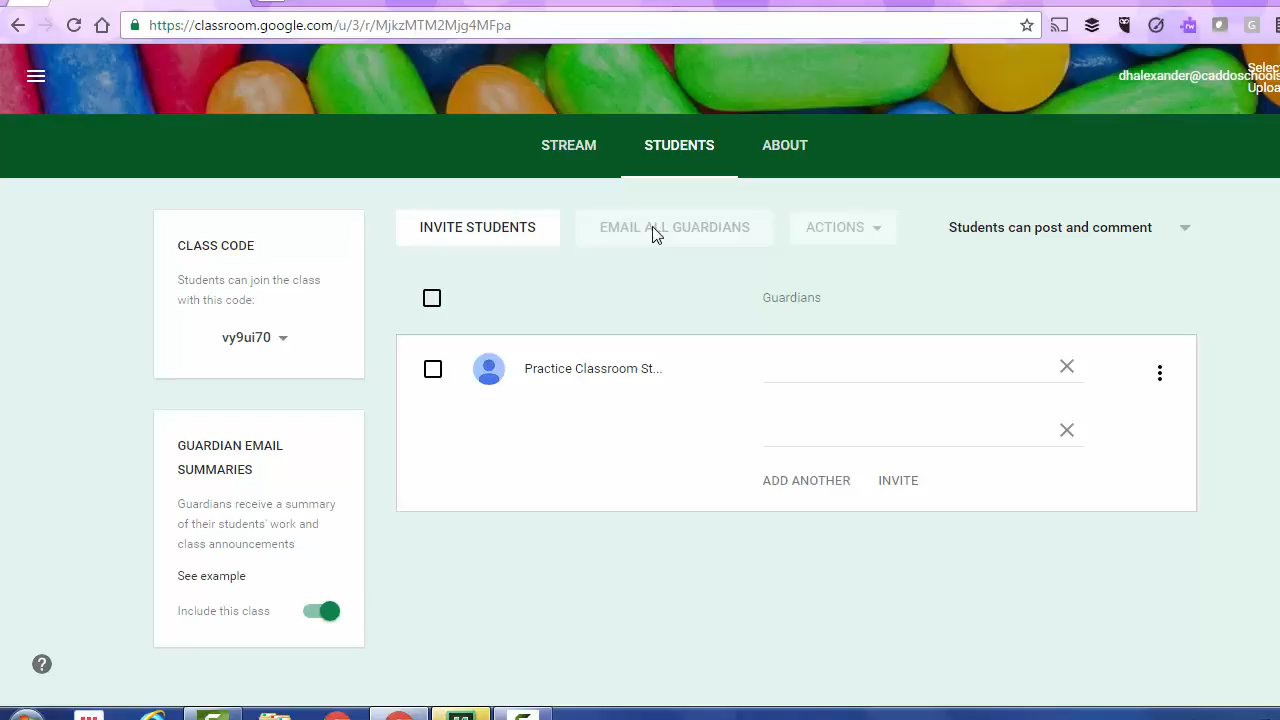 https://classroom.google.com/u/3/r/MjkzMTM2Mjg4MFpa
dhalexander@caddoschools
Select
Uploa
STREAM
STUDENTS
ABOUT
CLASS CODE
Students can join the class
with this code:
vy9ui70
GUARDIAN EMAIL
SUMMARIES
Guardians receive a summary
of their students' work and
class announcements
See example
Include this class
INVITE STUDENTS
EMAIL ALL GUARDIANS
ACTIONS
Students can post and comment
Guardians
Practice Classroom St...
ADD ANOTHER
INVITE
?